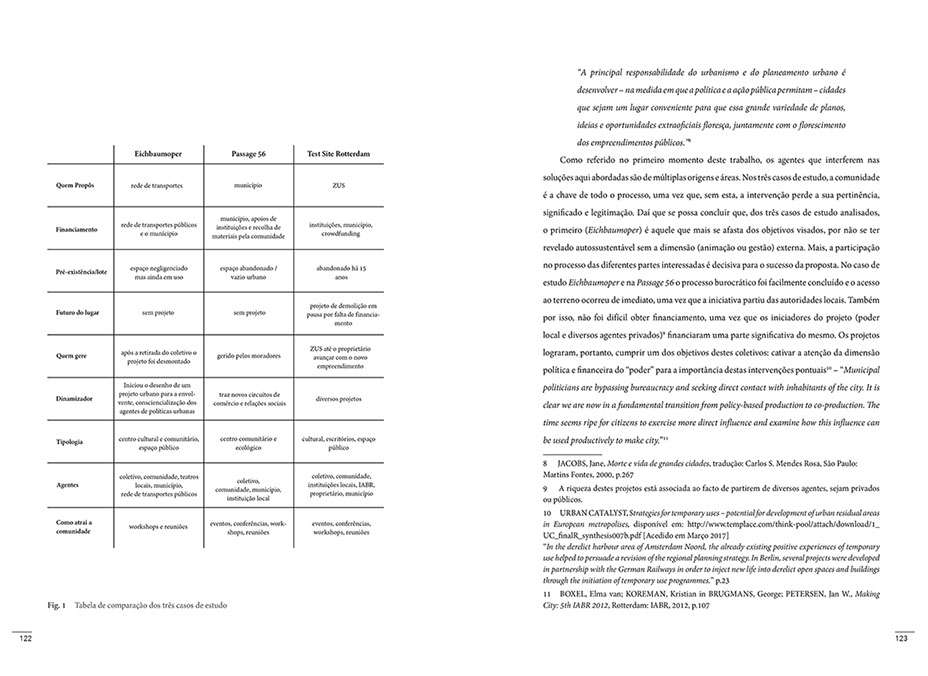 Eichbaumoper Passage 56 Test Site Rotterdam
Quem Propôs rede de transportes município ZUS
Financiamento rede de transportes públicos e o município município, apoios de instituições e recolha de materiais pela comunidade instituições, município, crowdfunding
Pré-existência/lote espaço negligenciado mas ainda em uso espaço abandonado / vazio urbano abandonado há 15 anos
Futuro do lugar sem projeto sem projeto projeto de demolição em pausa por falta de financia- mento
Quem gere após a retirada do coletivo o projeto foi desmontado gerido pelos moradores ZUS até o proprietário avançar com o novo empreendimento
Dinamizador Iniciou o desenho de um projeto urbano para a envol- vente, consciencialização dos agentes de políticas urbanas traz novos circuitos de comércio e relações sociais diversos projetos
Tipologia centro cultural e comunitário, espaço público centro comunitário e ecológico cultural, escritórios, espaço público
Agentes coletivo, comunidade, teatros locais, município, rede de transportes públicos coletivo, comunidade, município, instituição local coletivo, comunidade, instituições locais, IABR, proprietário, município
Como atrai a comunidade workshops e reuniões eventos, conferências, work- shops, reuniões eventos, conferências, workshops, reuniões
Fig. 1 Tabela de comparação dos três casos de estudo
122
“A principal responsabilidade do urbanismo e do planeamento urbano é
desenvolver – na medida em que a política e a ação pública permitam – cidades
que sejam um lugar conveniente para que essa grande variedade de planos,
ideias e oportunidades extraoficiais floresça, juntamente com o florescimento
dos empreendimentos públicos.”8
Como referido no primeiro momento deste trabalho, os agentes que interferem nas
soluções aqui abordadas são de múltiplas origens e áreas. Nos três casos de estudo, a comunidade
é a chave de todo o processo, uma vez que, sem esta, a intervenção perde a sua pertinência,
significado e legitimação. Daí que se possa concluir que, dos três casos de estudo analisados,
o primeiro (Eichbaumoper) é aquele que mais se afasta dos objetivos visados, por não se ter
revelado autossustentável sem a dimensão (animação ou gestão) externa. Mais, a participação
no processo das diferentes partes interessadas é decisiva para o sucesso da proposta. No caso de
estudo Eichbaumoper e na Passage 56 o processo burocrático foi facilmente concluído e o acesso
ao terreno ocorreu de imediato, uma vez que a iniciativa partiu das autoridades locais. Também
por isso, não foi difícil obter financiamento, uma vez que os iniciadores do projeto (poder
local e diversos agentes privados)9 financiaram uma parte significativa do mesmo. Os projetos
lograram, portanto, cumprir um dos objetivos destes coletivos: cativar a atenção da dimensão
política e financeira do “poder” para a importância destas intervenções pontuais10 – “Municipal
politicians are bypassing bureaucracy and seeking direct contact with inhabitants of the city. It is
clear we are now in a fundamental transition from policy-based production to co-production. The
time seems ripe for citizens to exercise more direct influence and examine how this influence can
be used productively to make city.”11
8 JACOBS, Jane, Morte e vida de grandes cidades, tradução: Carlos S. Mendes Rosa, São Paulo:
Martins Fontes, 2000, p.267
9 A riqueza destes projetos está associada ao facto de partirem de diversos agentes, sejam privados
ou públicos.
10 URBAN CATALYST, Strategies for temporary uses – potential for development of urban residual areas
in European metropolises, disponível em: http://www.templace.com/think-pool/attach/download/1_
UC_finalR_synthesis007b.pdf [Acedido em Março 2017]
“In the derelict harbour area of Amsterdam Noord, the already existing positive experiences of temporary
use helped to persuade a revision of the regional planning strategy. In Berlin, several projects were developed
in partnership with the German Railways in order to inject new life into derelict open spaces and buildings
through the initiation of temporary use programmes.” p.23
11 BOXEL, Elma van; KOREMAN, Kristian in BRUGMANS, George; PETERSEN, Jan W., Making
City: 5th IABR 2012, Rotterdam: IABR, 2012, p.107
123